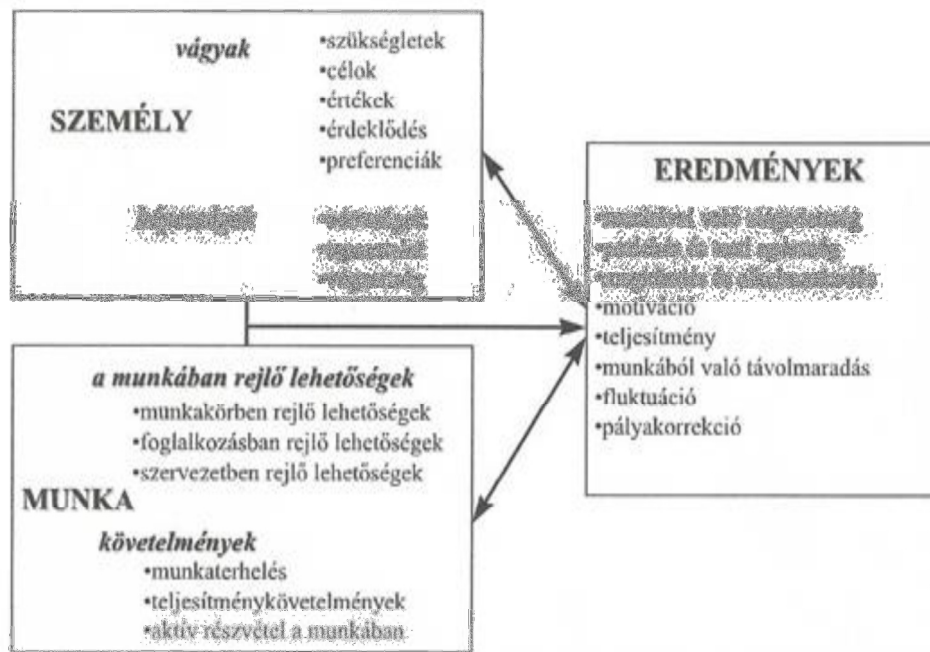 vágyak
•szükségletek
•célok
•értékek
•érdeklődés
•preferenciák
SZEMÉLY
EREDMÉNYEK
•motiváció
•teljesítmény
•munkából való távolmaradás
•fluktuáció
•pályakorrekció
a munkában rejlő lehetőségek
•munkakörben rejlő lehetőségek
•foglalkozásban rejlő lehetőségek
•szervezetben rejlő lehetőségek
MUNKA
követelmények
•munkaterhelés
•teljesítménykövetelmények
•aktív részvétel a munkában